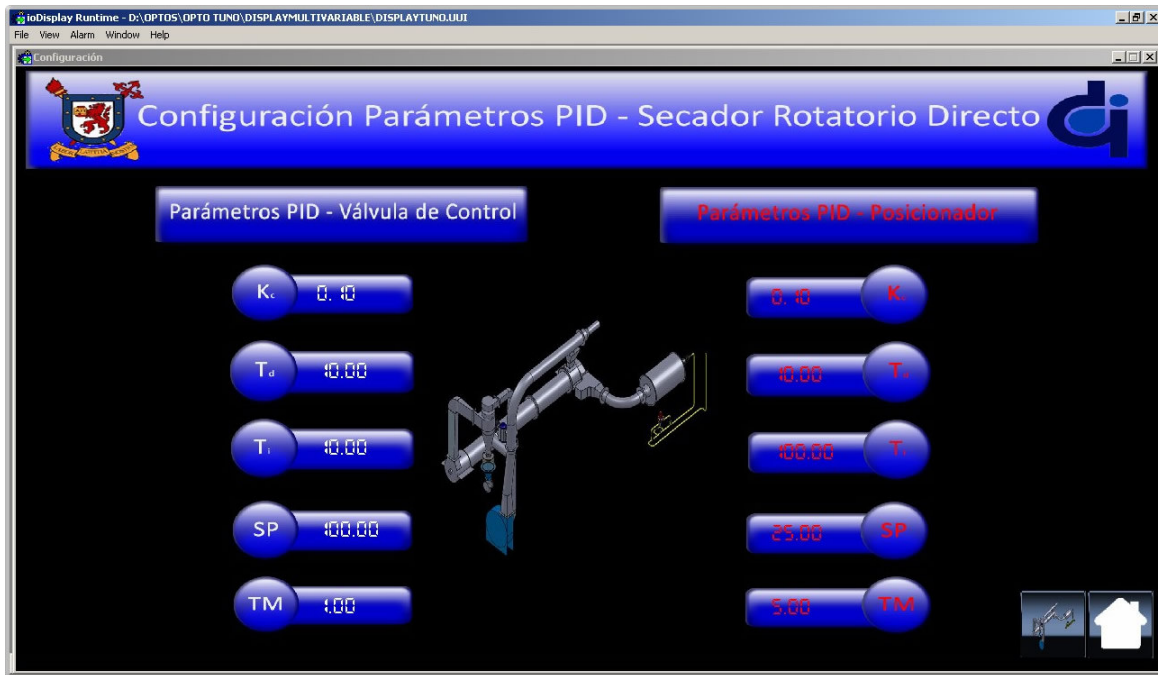 ioDisplay Runtime - D:\OPTOS\OPTO TUNO\DISPLAYMULTIVARIABLE\DISPLAYTUNO.UUI
File View Alarm Window Help
Configuración
Configuración Parámetros PID - Secador Rotatorio Directo
Parámetros PID - Válvula de Control
Kc 0.10
Td 10.00
Ti 10.00
SP 100.00
TM 1.00
Parámetros PID - Posicionador
0.10 Kc
10.00 Td
100.00 Ti
25.00 SP
5.00 TM